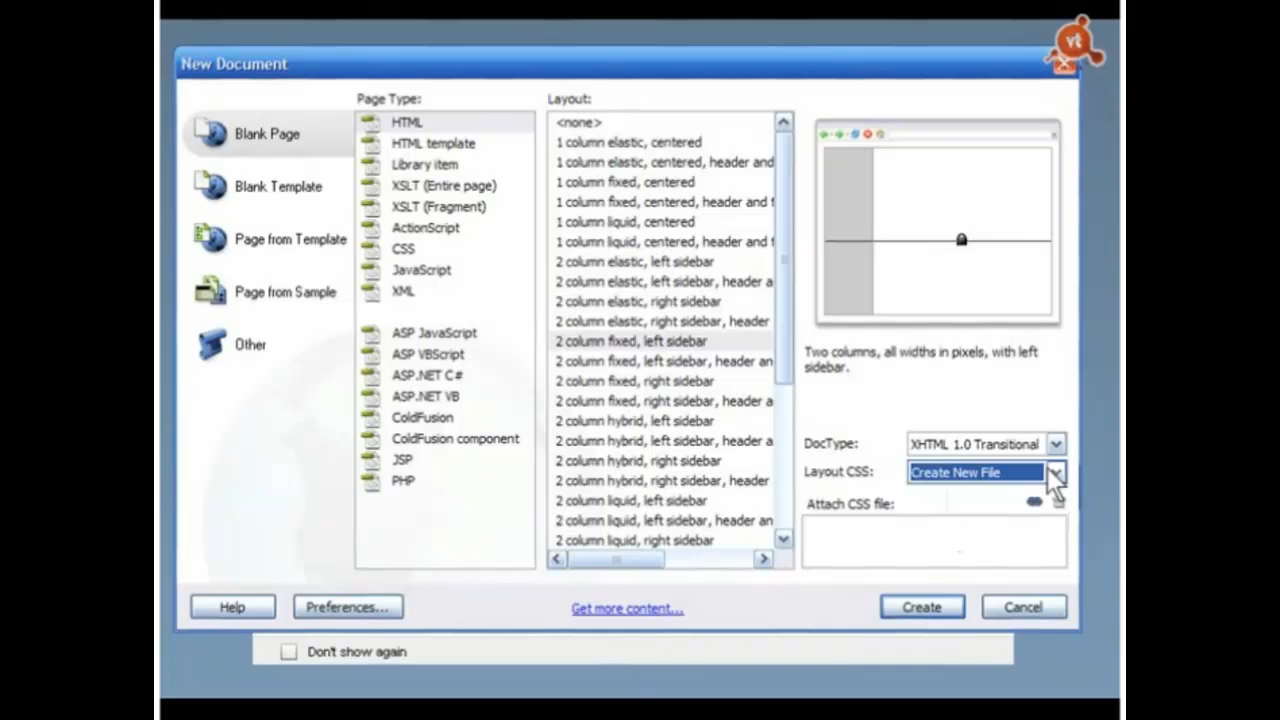 vt
New Document
Blank Page
Blank Template
Page from Template
Page from Sample
Other
Page Type:
HTML
HTML template
Library item
XSLT (Entire page)
XSLT (Fragment)
ActionScript
CSS
JavaScript
XML
ASP JavaScript
ASP VBScript
ASP.NET C#
ASP.NET VB
ColdFusion
ColdFusion component
JSP
PHP
Layout:
<none>
1 column elastic, centered
1 column elastic, centered, header and
1 column fixed, centered
1 column fixed, centered, header and f
1 column liquid, centered
1 column liquid, centered, header and f
2 column elastic, left sidebar
2 column elastic, left sidebar, header a
2 column elastic, right sidebar
2 column elastic, right sidebar, header
2 column fixed, left sidebar
2 column fixed, left sidebar, header an
2 column fixed, right sidebar
2 column fixed, right sidebar, header a
2 column hybrid, left sidebar
2 column hybrid, left sidebar, header a
2 column hybrid, right sidebar
2 column hybrid, right sidebar, header
2 column liquid, left sidebar
2 column liquid, left sidebar, header an
2 column liquid, right sidebar
Two columns, all widths in pixels, with left
sidebar.
DocType: XHTML 1.0 Transitional
Layout CSS: Create New File
Attach CSS file:
Help
Preferences...
Get more content...
Create
Cancel
Don't show again